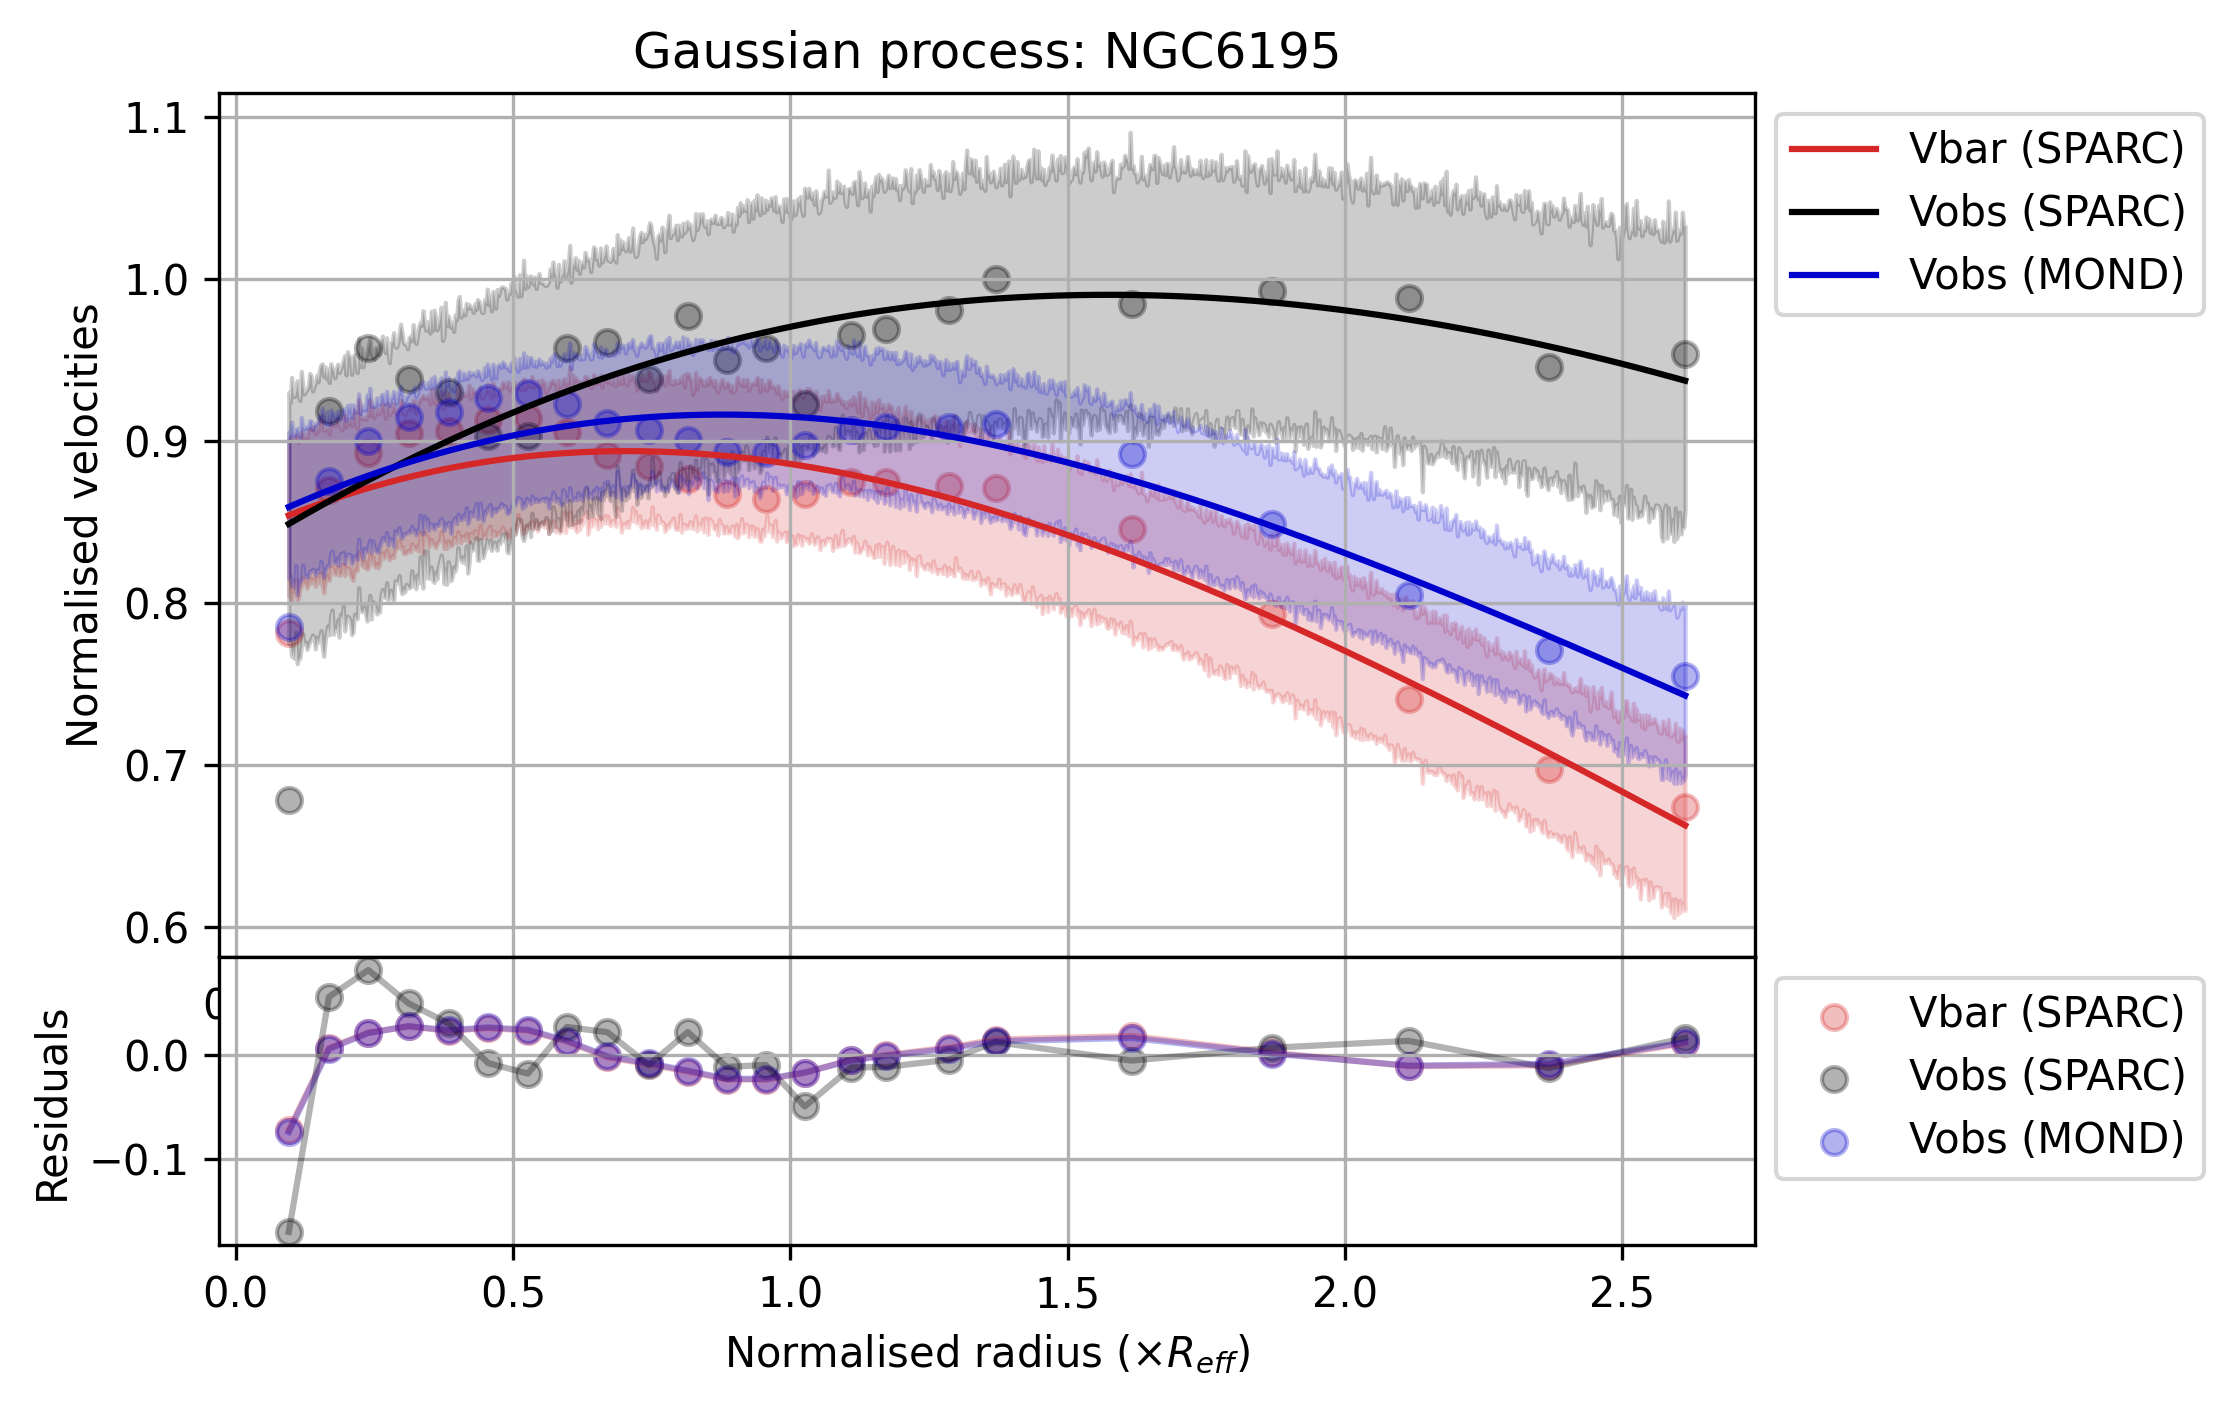 Gaussian process: NGC6195
1.1
1.0
0.9
0.8
0.7
0.6
Normalised velocities
Vbar (SPARC)
Vobs (SPARC)
Vobs (MOND)
0.0
−0.1
Residuals
Vbar (SPARC)
Vobs (SPARC)
Vobs (MOND)
0.0 0.5 1.0 1.5 2.0 2.5
Normalised radius (×R_eff)